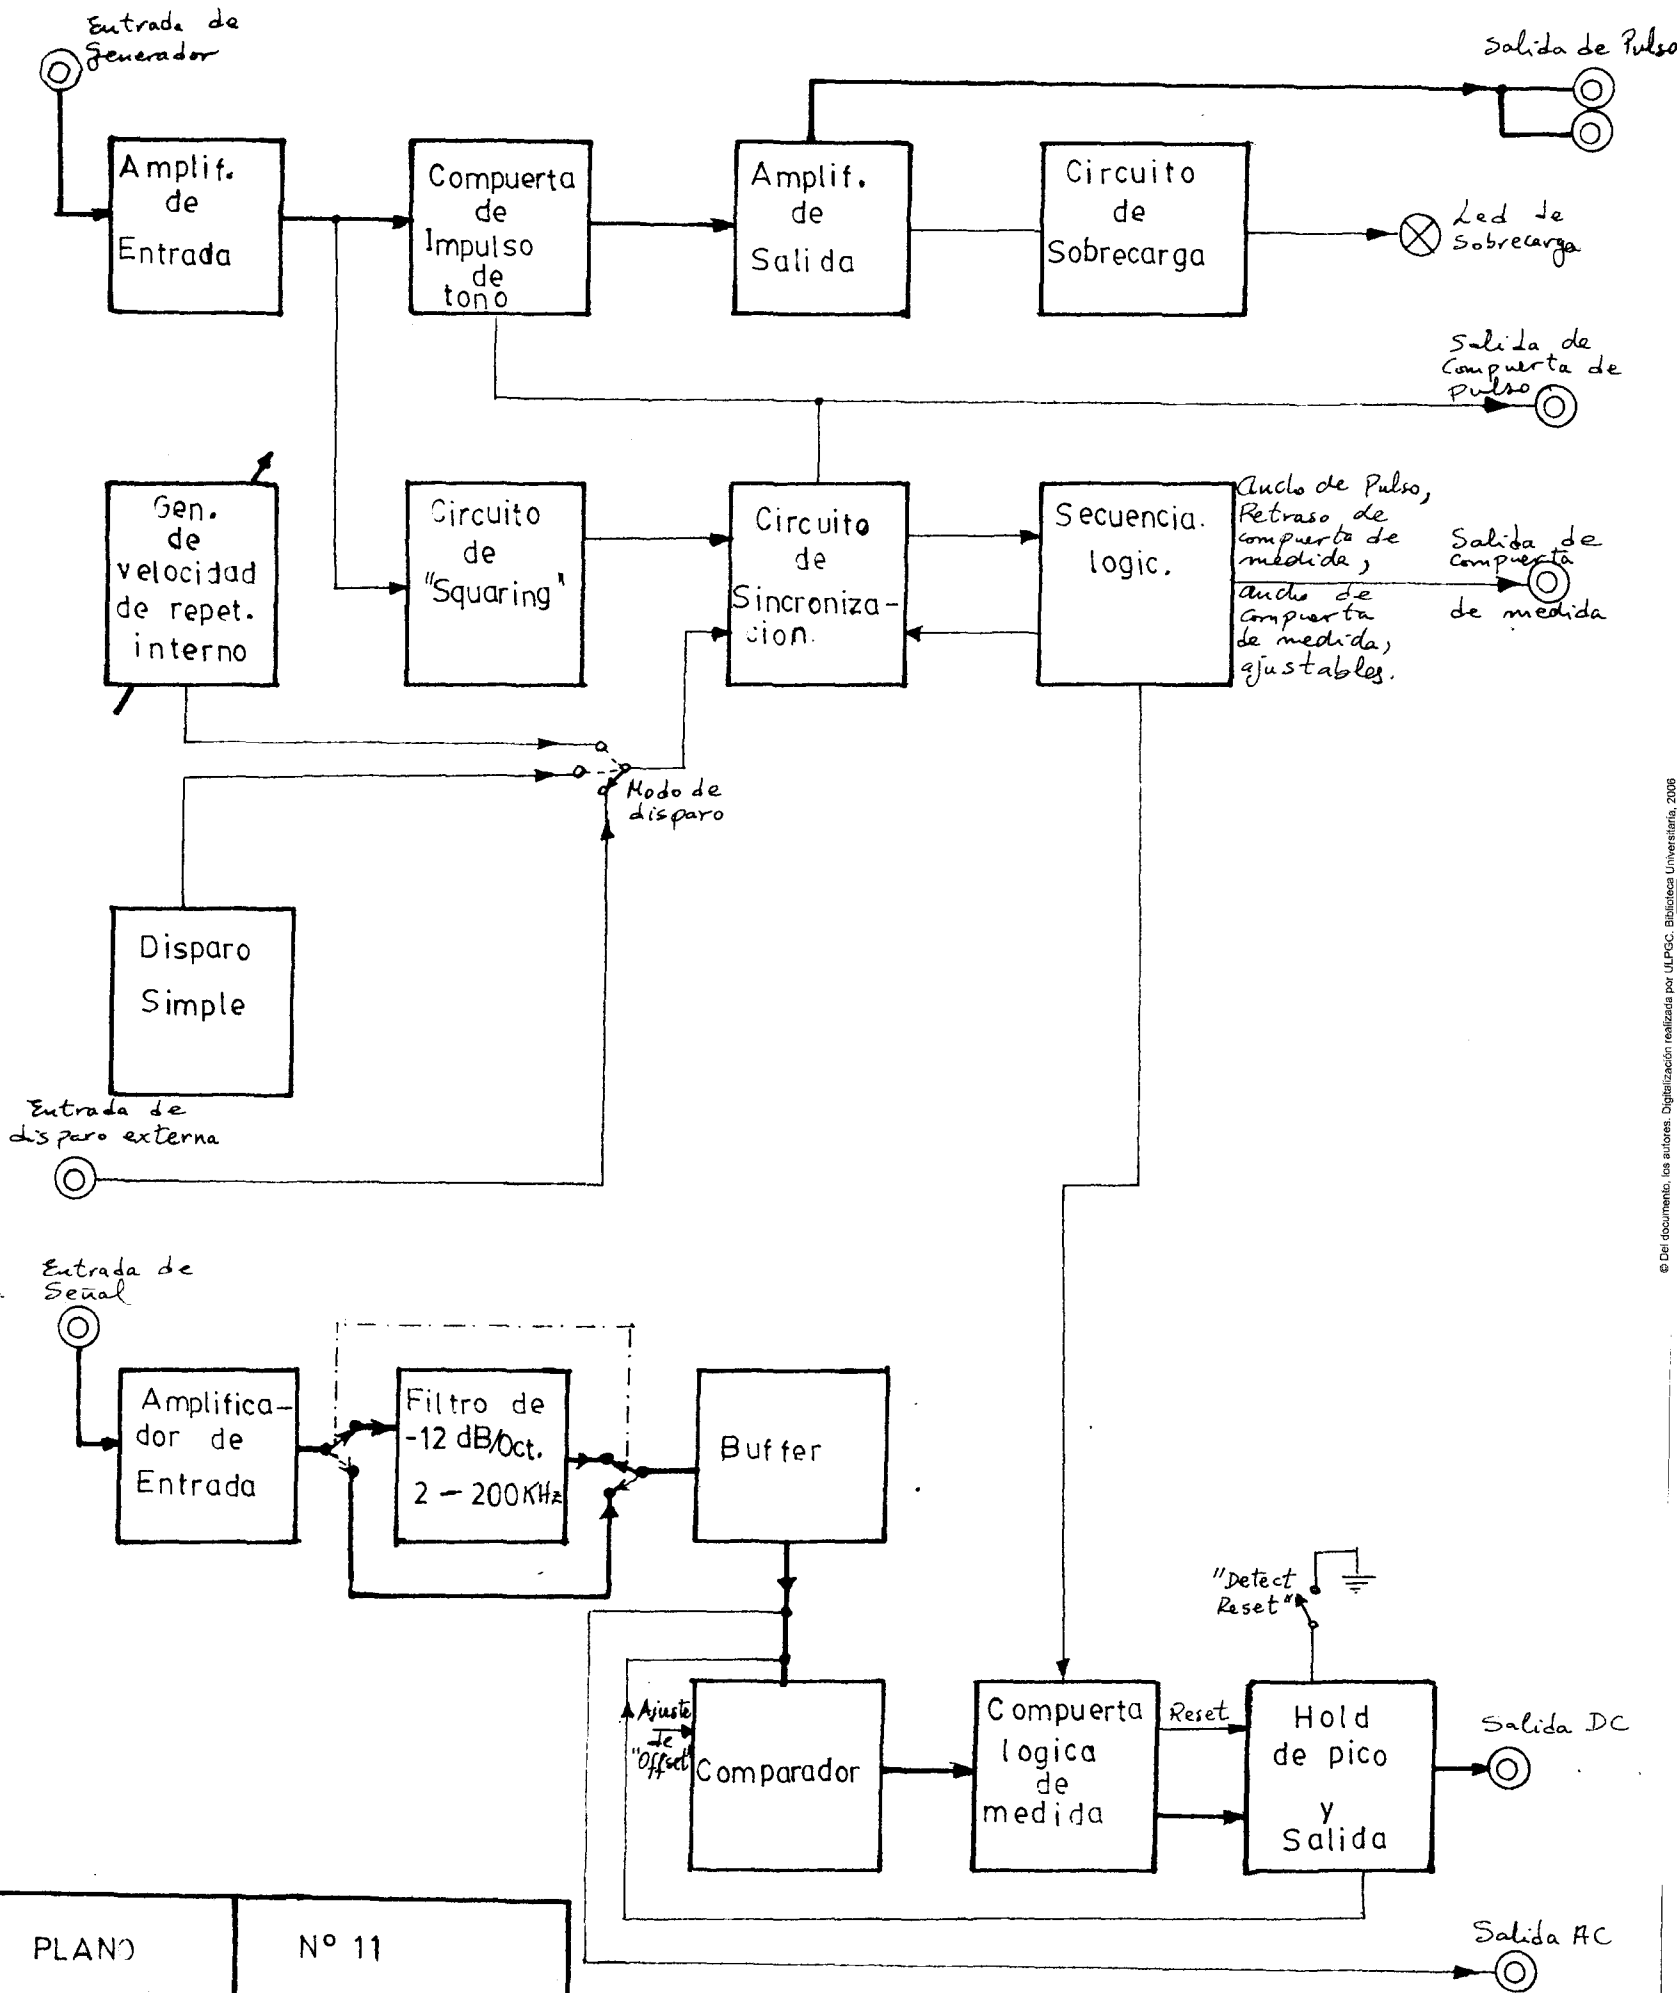 Entrada de
Generador
Salida de Pulso
Amplif.
de
Entrada
Compuerta
de
Impulso
de
tono
Amplif.
de
Salida
Circuito
de
Sobrecarga
Led de
Sobrecarga
Salida de
Compuerta de
pulso
Gen.
de
velocidad
de repet.
interno
Circuito
de
"Squaring"
Circuito
de
Sincroniza-
cion.
Secuencia.
logic.
Ancho de Pulso,
Retraso de
compuerta de
medida,
ancho de
compuerta
de medida,
ajustables.
Salida de
compuerta
de medida
Modo de
disparo
Disparo
Simple
Entrada de
disparo externa
Entrada de
Señal
Amplifica-
dor de
Entrada
Filtro de
-12 dB/Oct.
2 - 200KHz
Buffer
"Detect
Reset"
Ajuste
de
"Offset"
Comparador
Compuerta
logica
de
medida
Reset
Hold
de pico
y
Salida
Salida DC
Salida AC
PLANO
Nº 11
© Del documento, los autores. Digitalización realizada por ULPGC. Biblioteca Universitaria, 2006